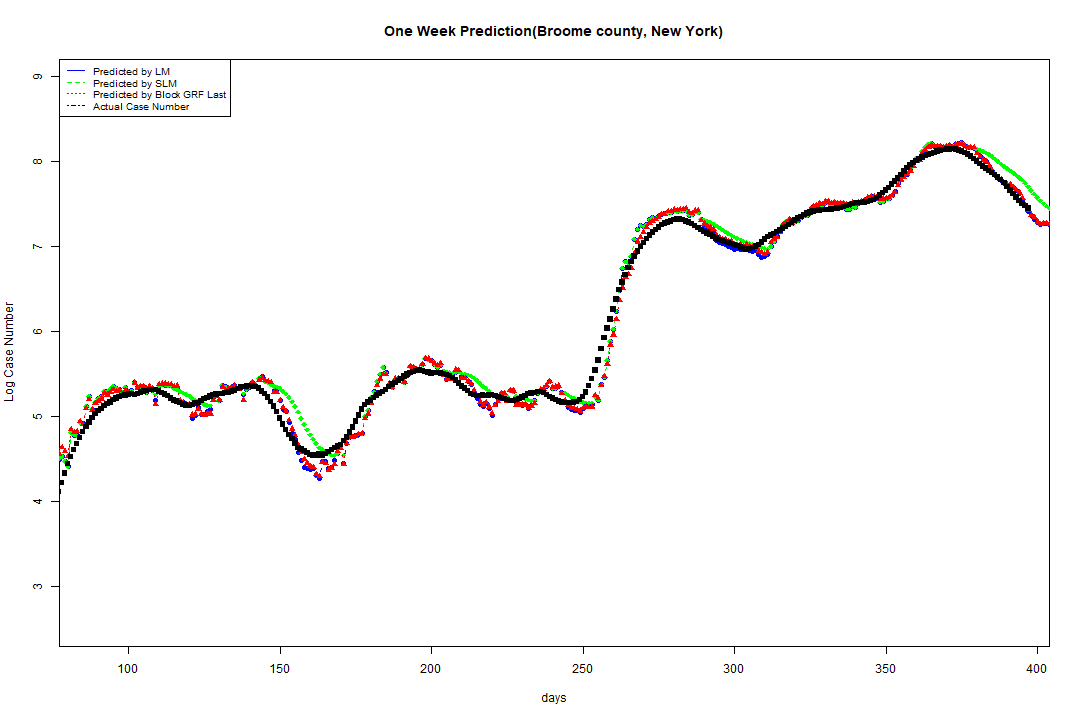 One Week Prediction(Broome county, New York)
Predicted by LM
Predicted by SLM
Predicted by Block GRF Last
Actual Case Number
9
8
7
6
5
4
3
Log Case Number
100 150 200 250 300 350 400
days